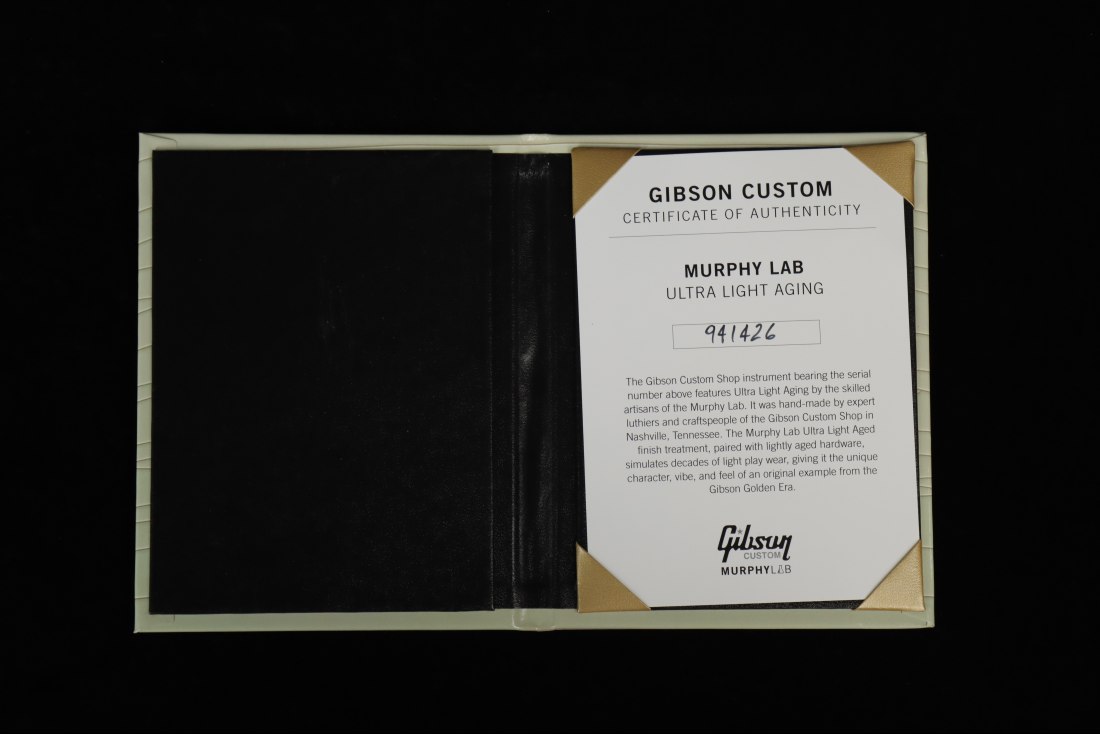 GIBSON CUSTOM
CERTIFICATE OF AUTHENTICITY
MURPHY LAB
ULTRA LIGHT AGING
941426
The Gibson Custom Shop instrument bearing the serial
number above features Ultra Light Aging by the skilled
artisans of the Murphy Lab. It was hand-made by expert
luthiers and craftspeople of the Gibson Custom Shop in
Nashville, Tennessee. The Murphy Lab Ultra Light Aged
finish treatment, paired with lightly aged hardware,
simulates decades of light play wear, giving it the unique
character, vibe, and feel of an original example from the
Gibson Golden Era.
Gibson
CUSTOM
MURPHYLAB